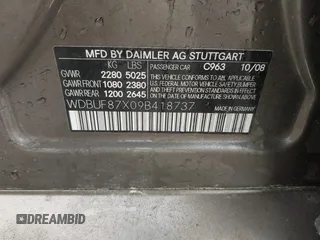 MFD BY DAIMLER AG STUTTGART
KG LBS PASSENGER CAR C963 10/08
GVWR 2280 5025
GAWR FRONT 1080 2380
GAWR REAR 1200 2645
THIS VEHICLE CONFORMS TO ALL APPLICABLE
U.S. FEDERAL MOTOR VEHICLE SAFETY, BUMPER
AND THEFT PREVENTION STANDARDS IN EFFECT
ON THE DATE OF MANUFACTURE SHOWN ABOVE.
WDBUF87X09B418737
MADE IN GERMANY
DREAMBID